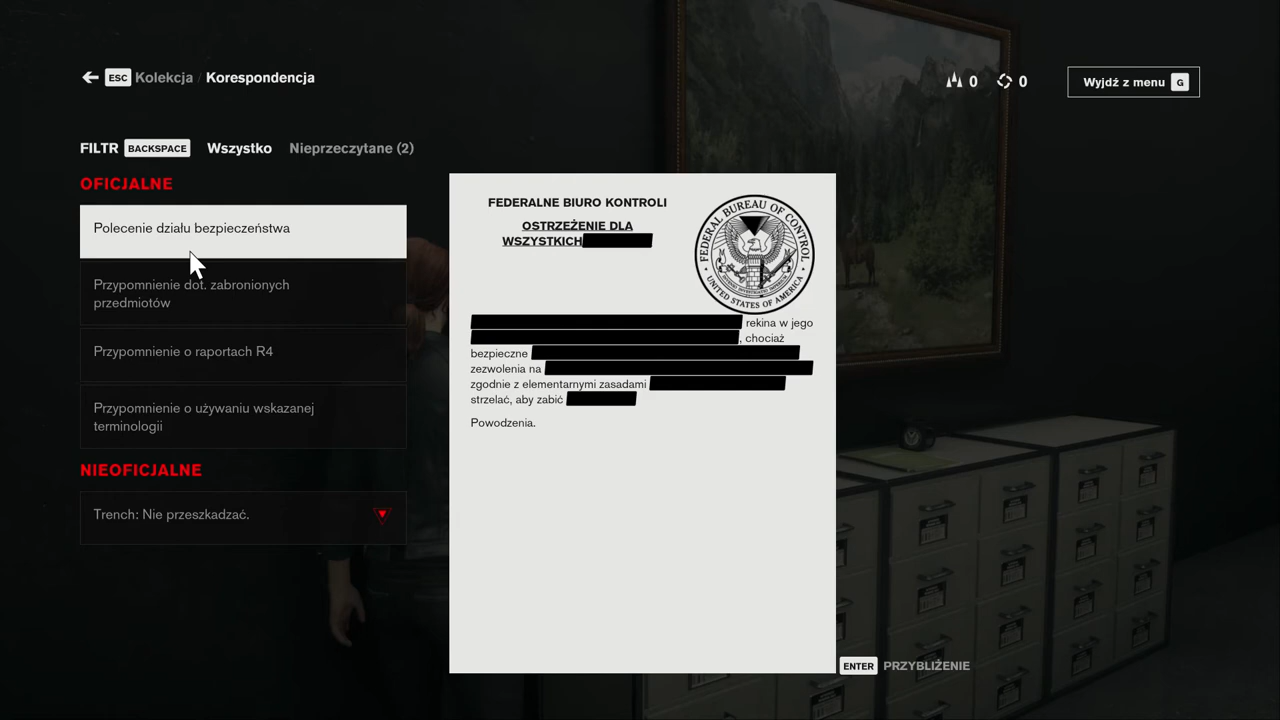 ESC Kolekcja / Korespondencja
0 0
Wyjdź z menu G
FILTR BACKSPACE Wszystko Nieprzeczytane (2)
OFICJALNE
Polecenie działu bezpieczeństwa
Przypomnienie dot. zabronionych
przedmiotów
Przypomnienie o raportach R4
Przypomnienie o używaniu wskazanej
terminologii
NIEOFICJALNE
Trench: Nie przeszkadzać.
FEDERALNE BIURO KONTROLI
OSTRZEŻENIE DLA
WSZYSTKICH
FEDERAL BUREAU OF CONTROL
UNITED STATES OF AMERICA
rekina w jego
, chociaż
bezpieczne
zezwolenia na
zgodnie z elementarnymi zasadami
strzelać, aby zabić
Powodzenia.
ENTER PRZYBLIŻENIE